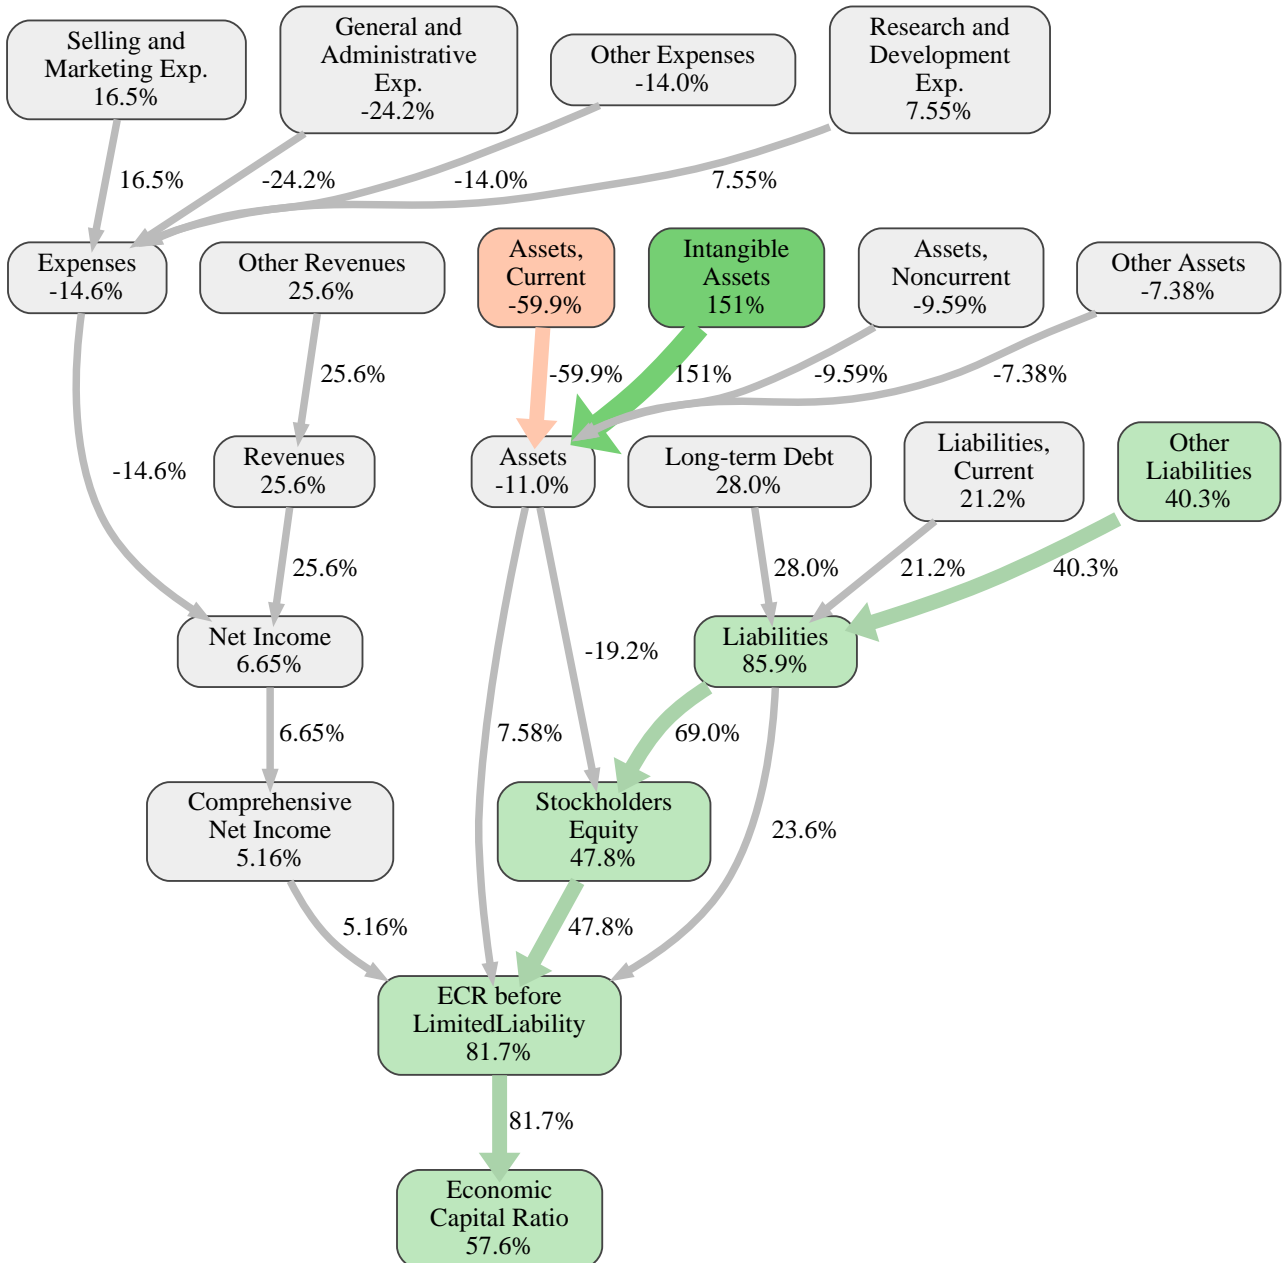 Selling and
Marketing Exp.
16.5%
General and
Administrative
Exp.
-24.2%
Other Expenses
-14.0%
Research and
Development
Exp.
7.55%
16.5%
-24.2%
-14.0%
7.55%
Expenses
-14.6%
Other Revenues
25.6%
Assets,
Current
-59.9%
Intangible
Assets
151%
Assets,
Noncurrent
-9.59%
Other Assets
-7.38%
25.6%
-59.9%
151%
-9.59%
-7.38%
-14.6%
Revenues
25.6%
Assets
-11.0%
Long-term Debt
28.0%
Liabilities,
Current
21.2%
Other
Liabilities
40.3%
25.6%
28.0%
21.2%
40.3%
Net Income
6.65%
-19.2%
Liabilities
85.9%
6.65%
7.58%
69.0%
Comprehensive
Net Income
5.16%
Stockholders
Equity
47.8%
23.6%
5.16%
47.8%
ECR before
LimitedLiability
81.7%
81.7%
Economic
Capital Ratio
57.6%